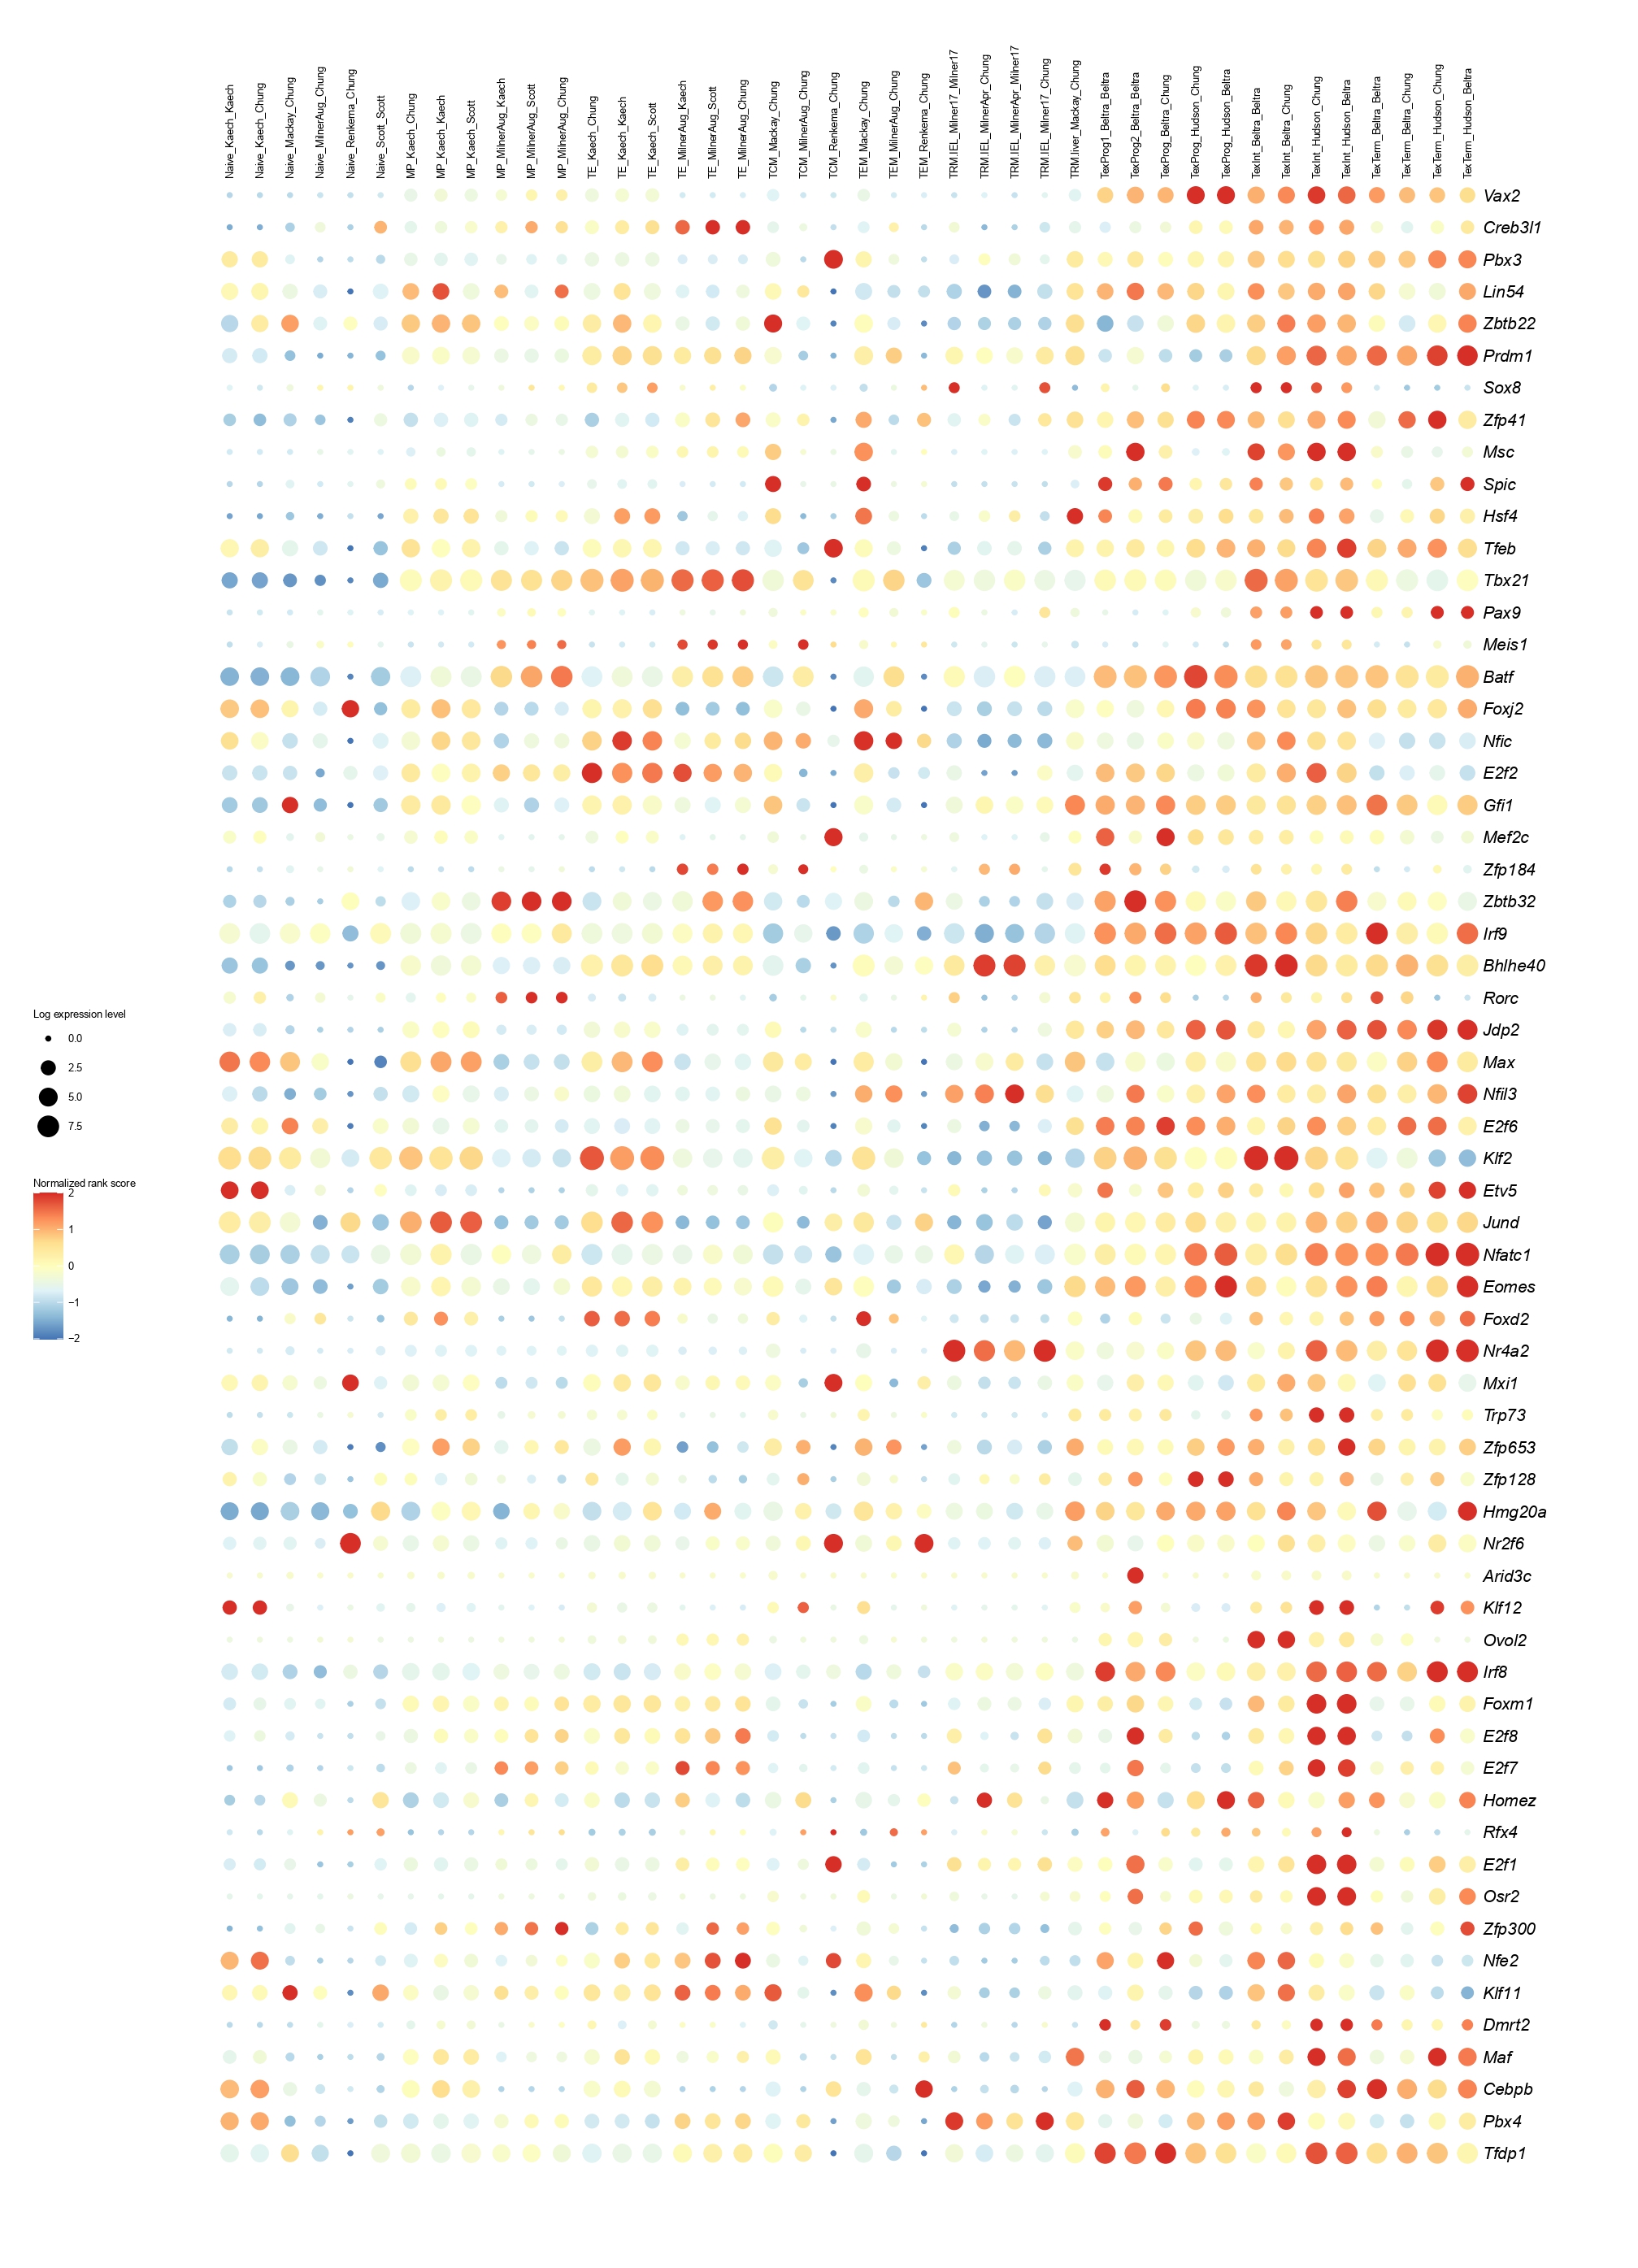 Naive_Kaech_Kaech
Naive_Kaech_Chung
Naive_Mackay_Chung
Naive_MilnerAug_Chung
Naive_Renkema_Chung
Naive_Scott_Scott
MP_Kaech_Chung
MP_Kaech_Kaech
MP_Kaech_Scott
MP_MilnerAug_Kaech
MP_MilnerAug_Scott
MP_MilnerAug_Chung
TE_Kaech_Chung
TE_Kaech_Kaech
TE_Kaech_Scott
TE_MilnerAug_Kaech
TE_MilnerAug_Scott
TE_MilnerAug_Chung
TCM_Mackay_Chung
TCM_MilnerAug_Chung
TCM_Renkema_Chung
TEM_Mackay_Chung
TEM_MilnerAug_Chung
TEM_Renkema_Chung
TRM.IEL_Milner17_Milner17
TRM.IEL_MilnerApr_Chung
TRM.IEL_MilnerApr_Milner17
TRM.IEL_Milner17_Chung
TRM.liver_Mackay_Chung
TexProg1_Beltra_Beltra
TexProg2_Beltra_Beltra
TexProg_Beltra_Chung
TexProg_Hudson_Chung
TexProg_Hudson_Beltra
TexInt_Beltra_Beltra
TexInt_Beltra_Chung
TexInt_Hudson_Chung
TexInt_Hudson_Beltra
TexTerm_Beltra_Beltra
TexTerm_Beltra_Chung
TexTerm_Hudson_Chung
TexTerm_Hudson_Beltra
Vax2
Creb3l1
Pbx3
Lin54
Zbtb22
Prdm1
Sox8
Zfp41
Msc
Spic
Hsf4
Tfeb
Tbx21
Pax9
Meis1
Batf
Foxj2
Nfic
E2f2
Gfi1
Mef2c
Zfp184
Zbtb32
Irf9
Bhlhe40
Rorc
Jdp2
Max
Nfil3
E2f6
Klf2
Etv5
Jund
Nfatc1
Eomes
Foxd2
Nr4a2
Mxi1
Trp73
Zfp653
Zfp128
Hmg20a
Nr2f6
Arid3c
Klf12
Ovol2
Irf8
Foxm1
E2f8
E2f7
Homez
Rfx4
E2f1
Osr2
Zfp300
Nfe2
Klf11
Dmrt2
Maf
Cebpb
Pbx4
Tfdp1
Log expression level
0.0
2.5
5.0
7.5
Normalized rank score
2
1
0
−1
−2